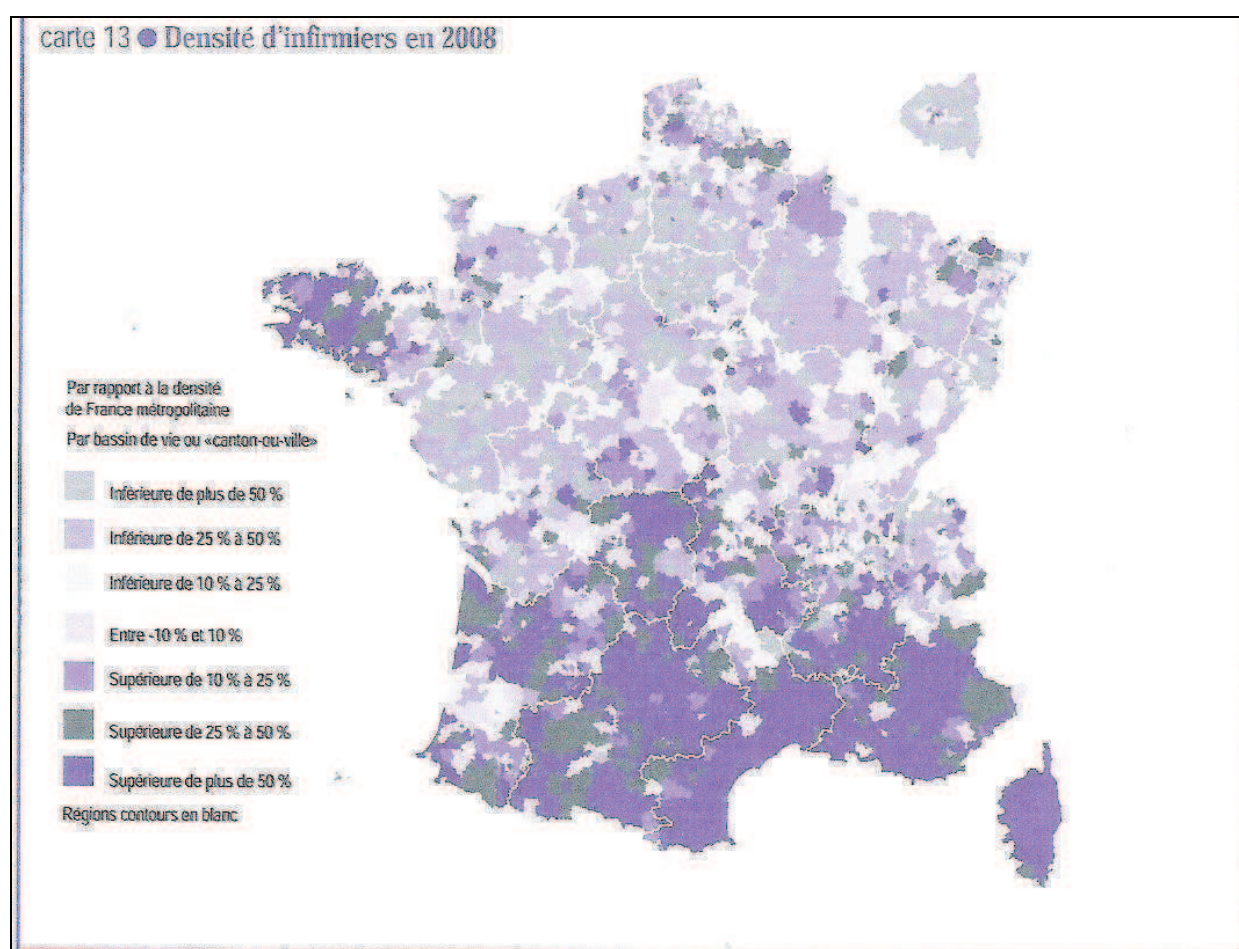 carte 13 ● Densité d'infirmiers en 2008
Par rapport à la densité
de France métropolitaine
Par bassin de vie ou «canton-ou-ville»
Inférieure de plus de 50 %
Inférieure de 25 % à 50 %
Inférieure de 10 % à 25 %
Entre -10 % et 10 %
Supérieure de 10 % à 25 %
Supérieure de 25 % à 50 %
Supérieure de plus de 50 %
Régions contours en blanc